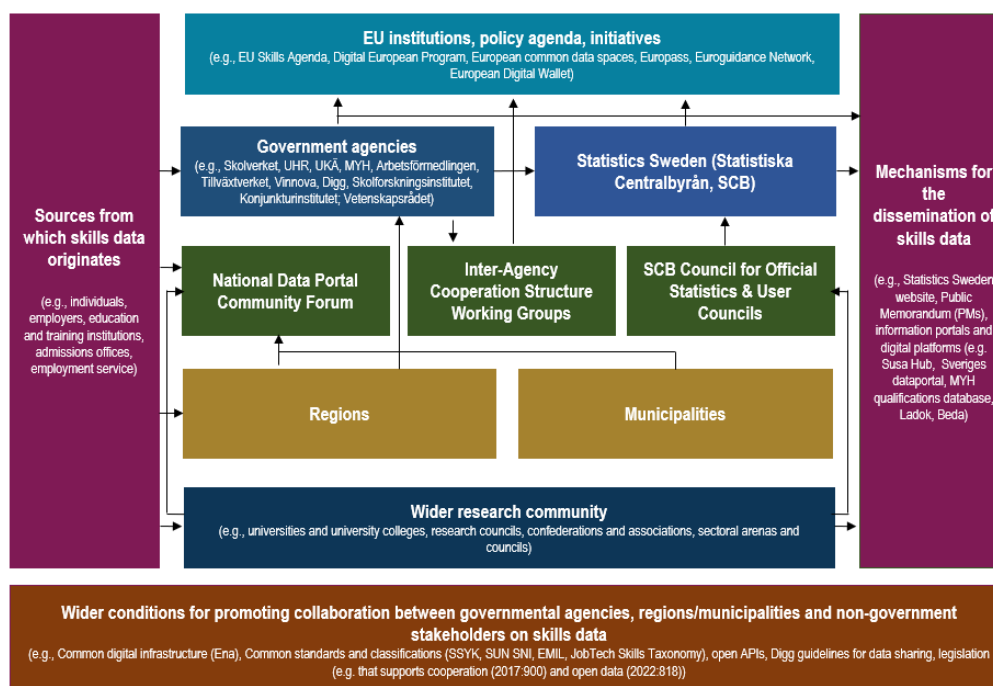 EU institutions, policy agenda, initiatives
(e.g., EU Skills Agenda, Digital European Program, European common data spaces, Europass, Euroguidance Network,
European Digital Wallet)
Government agencies
(e.g., Skolverket, UHR, UKÄ, MYH, Arbetsförmedlingen,
Tillväxtverket, Vinnova, Digg, Skolforskningsinstitutet,
Konjunkturinstitutet; Vetenskapsrådet)
Statistics Sweden (Statistiska
Centralbyrån, SCB)
Sources from
which skills data
originates
(e.g., individuals,
employers, education
and training institutions,
admissions offices,
employment service)
National Data Portal
Community Forum
Inter-Agency
Cooperation Structure
Working Groups
SCB Council for Official
Statistics & User
Councils
Regions
Municipalities
Wider research community
(e.g., universities and university colleges, research councils, confederations and associations, sectoral arenas and
councils)
Mechanisms for
the
dissemination of
skills data
(e.g., Statistics Sweden
website, Public
Memorandum (PMs),
information portals and
digital platforms (e.g.
Susa Hub, Sveriges
dataportal, MYH
qualifications database,
Ladok, Beda)
Wider conditions for promoting collaboration between governmental agencies, regions/municipalities and non-government
stakeholders on skills data
(e.g., Common digital infrastructure (Ena), Common standards and classifications (SSYK, SUN SNI, EMIL, JobTech Skills Taxonomy), open APIs, Digg guidelines for data sharing, legislation
(e.g. that supports cooperation (2017:900) and open data (2022:818))